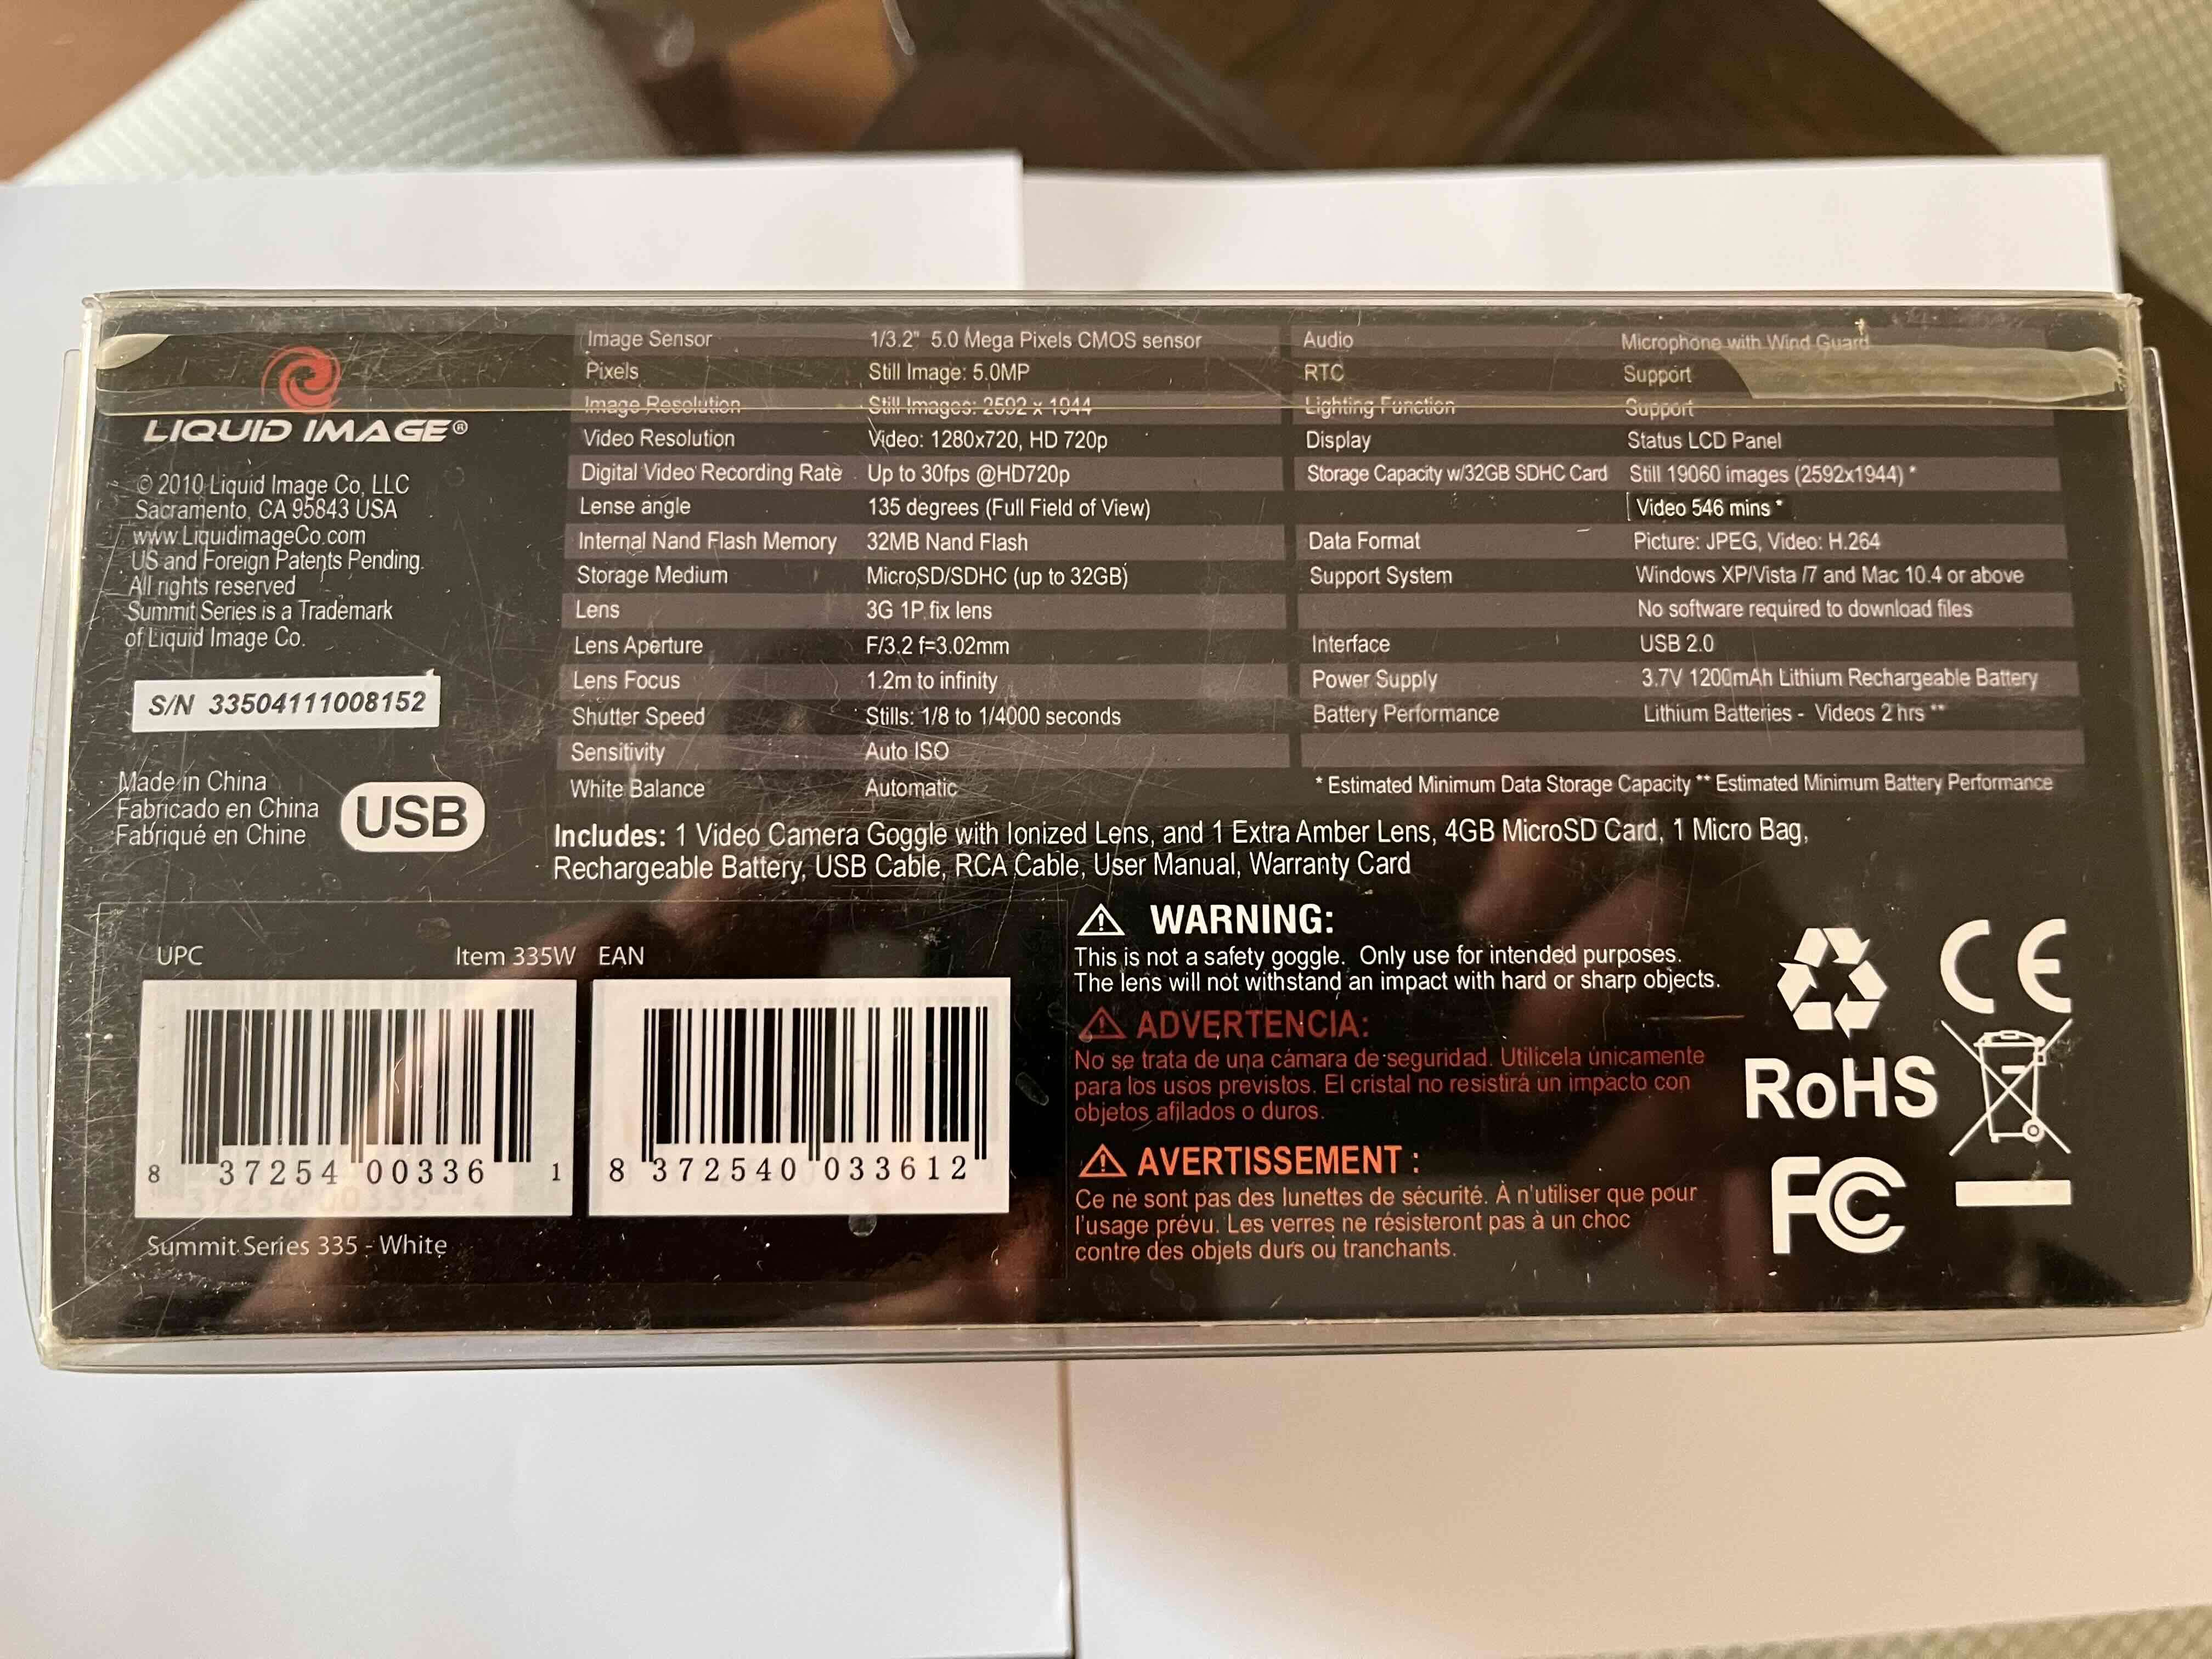 LIQUID IMAGE®
© 2010 Liquid Image Co, LLC
Sacramento, CA 95843 USA
www.LiquidimageCo.com
US and Foreign Patents Pending.
All rights reserved
Summit Series is a Trademark
of Liquid Image Co.
S/N 33504111008152
Made in China
Fabricado en China
Fabriqué en Chine
USB
Image Sensor 1/3.2" 5.0 Mega Pixels CMOS sensor
Pixels Still Image: 5.0MP
Image Resolution Still Images: 2592 x 1944
Video Resolution Video: 1280x720, HD 720p
Digital Video Recording Rate Up to 30fps @HD720p
Lense angle 135 degrees (Full Field of View)
Internal Nand Flash Memory 32MB Nand Flash
Storage Medium MicroSD/SDHC (up to 32GB)
Lens 3G 1P fix lens
Lens Aperture F/3.2 f=3.02mm
Lens Focus 1.2m to infinity
Shutter Speed Stills: 1/8 to 1/4000 seconds
Sensitivity Auto ISO
White Balance Automatic
Audio Microphone with Wind Guard
RTC Support
Lighting Function Support
Display Status LCD Panel
Storage Capacity w/32GB SDHC Card Still 19060 images (2592x1944) *
Video 546 mins *
Data Format Picture: JPEG, Video: H.264
Support System Windows XP/Vista /7 and Mac 10.4 or above
No software required to download files
Interface USB 2.0
Power Supply 3.7V 1200mAh Lithium Rechargeable Battery
Battery Performance Lithium Batteries - Videos 2 hrs **
* Estimated Minimum Data Storage Capacity ** Estimated Minimum Battery Performance
Includes: 1 Video Camera Goggle with Ionized Lens, and 1 Extra Amber Lens, 4GB MicroSD Card, 1 Micro Bag,
Rechargeable Battery, USB Cable, RCA Cable, User Manual, Warranty Card
UPC Item 335W EAN
8 37254 00336 1
8 372540 033612
Summit Series 335 - White
WARNING:
This is not a safety goggle. Only use for intended purposes.
The lens will not withstand an impact with hard or sharp objects.
ADVERTENCIA:
No se trata de una cámara de seguridad. Utilícela únicamente
para los usos previstos. El cristal no resistirá un impacto con
objetos afilados o duros.
AVERTISSEMENT :
Ce ne sont pas des lunettes de sécurité. À n'utiliser que pour
l'usage prévu. Les verres ne résisteront pas à un choc
contre des objets durs ou tranchants.
CE
RoHS
FC